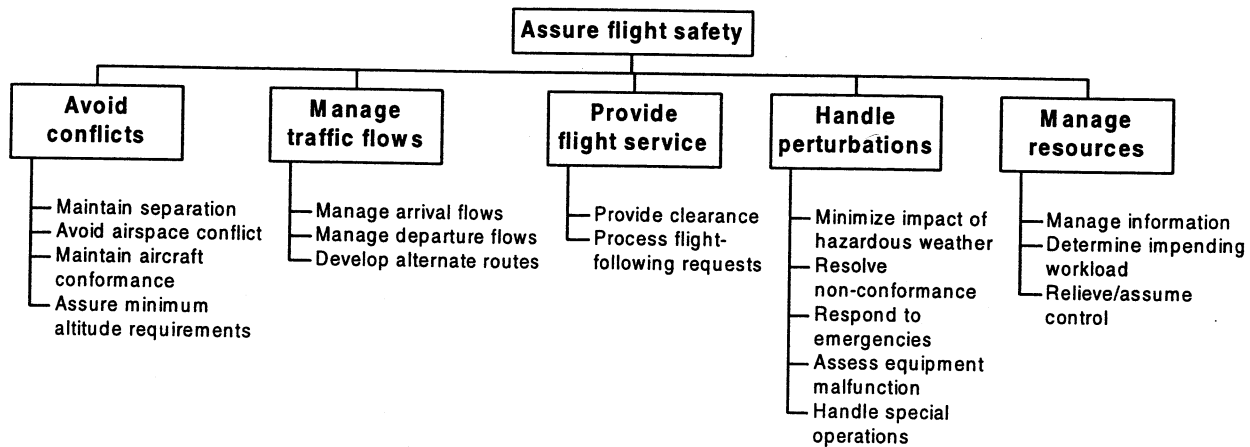 Assure flight safety
Avoid
conflicts
Maintain separation
Avoid airspace conflict
Maintain aircraft
conformance
Assure minimum
altitude requirements
Manage
traffic flows
Manage arrival flows
Manage departure flows
Develop alternate routes
Provide
flight service
Provide clearance
Process flight-
following requests
Handle
perturbations
Minimize impact of
hazardous weather
Resolve
non-conformance
Respond to
emergencies
Assess equipment
malfunction
Handle special
operations
Manage
resources
Manage information
Determine impending
workload
Relieve/assume
control